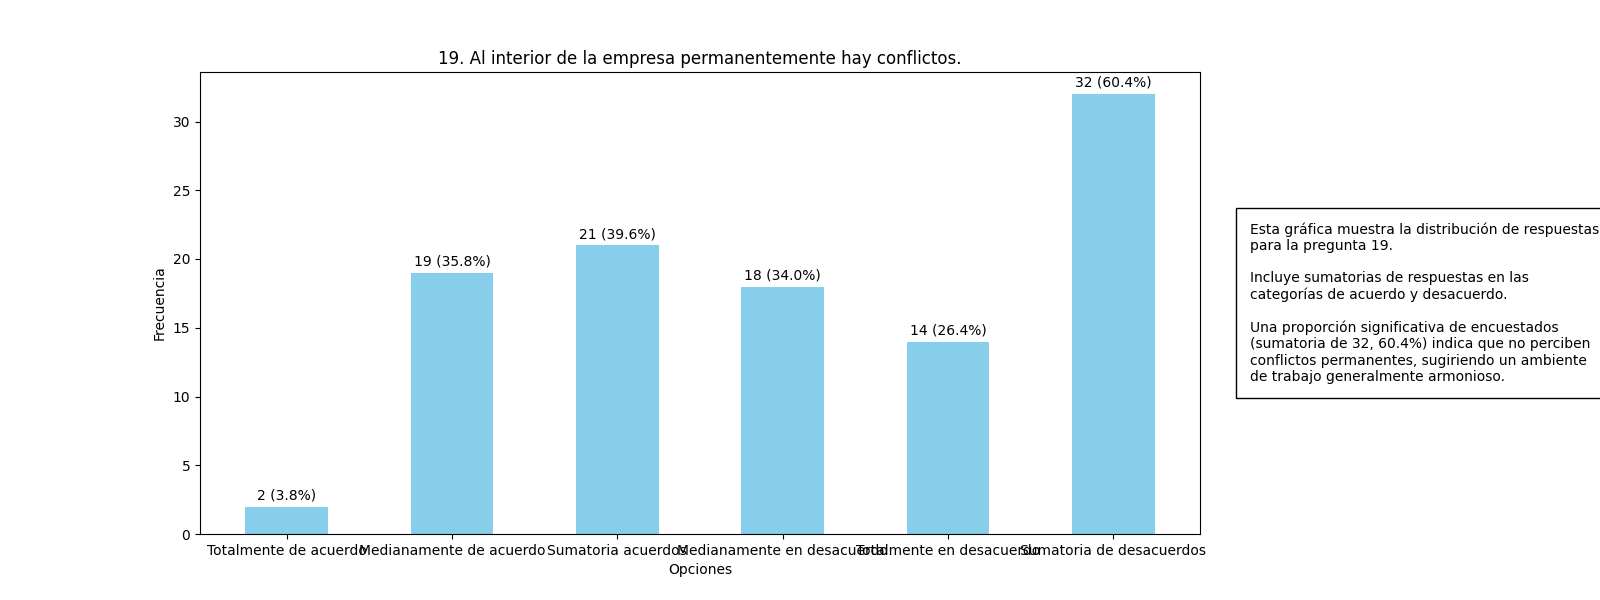 19. Al interior de la empresa permanentemente hay conflictos.
32 (60.4%)
21 (39.6%)
19 (35.8%)
18 (34.0%)
14 (26.4%)
2 (3.8%)
30
25
20
15
10
5
0
Frecuencia
Totalmente de acuerdo
Medianamente de acuerdo
Sumatoria acuerdos
Medianamente en desacuerdo
Totalmente en desacuerdo
Sumatoria de desacuerdos
Opciones
Esta gráfica muestra la distribución de respuestas
para la pregunta 19.
Incluye sumatorias de respuestas en las
categorías de acuerdo y desacuerdo.
Una proporción significativa de encuestados
(sumatoria de 32, 60.4%) indica que no perciben
conflictos permanentes, sugiriendo un ambiente
de trabajo generalmente armonioso.